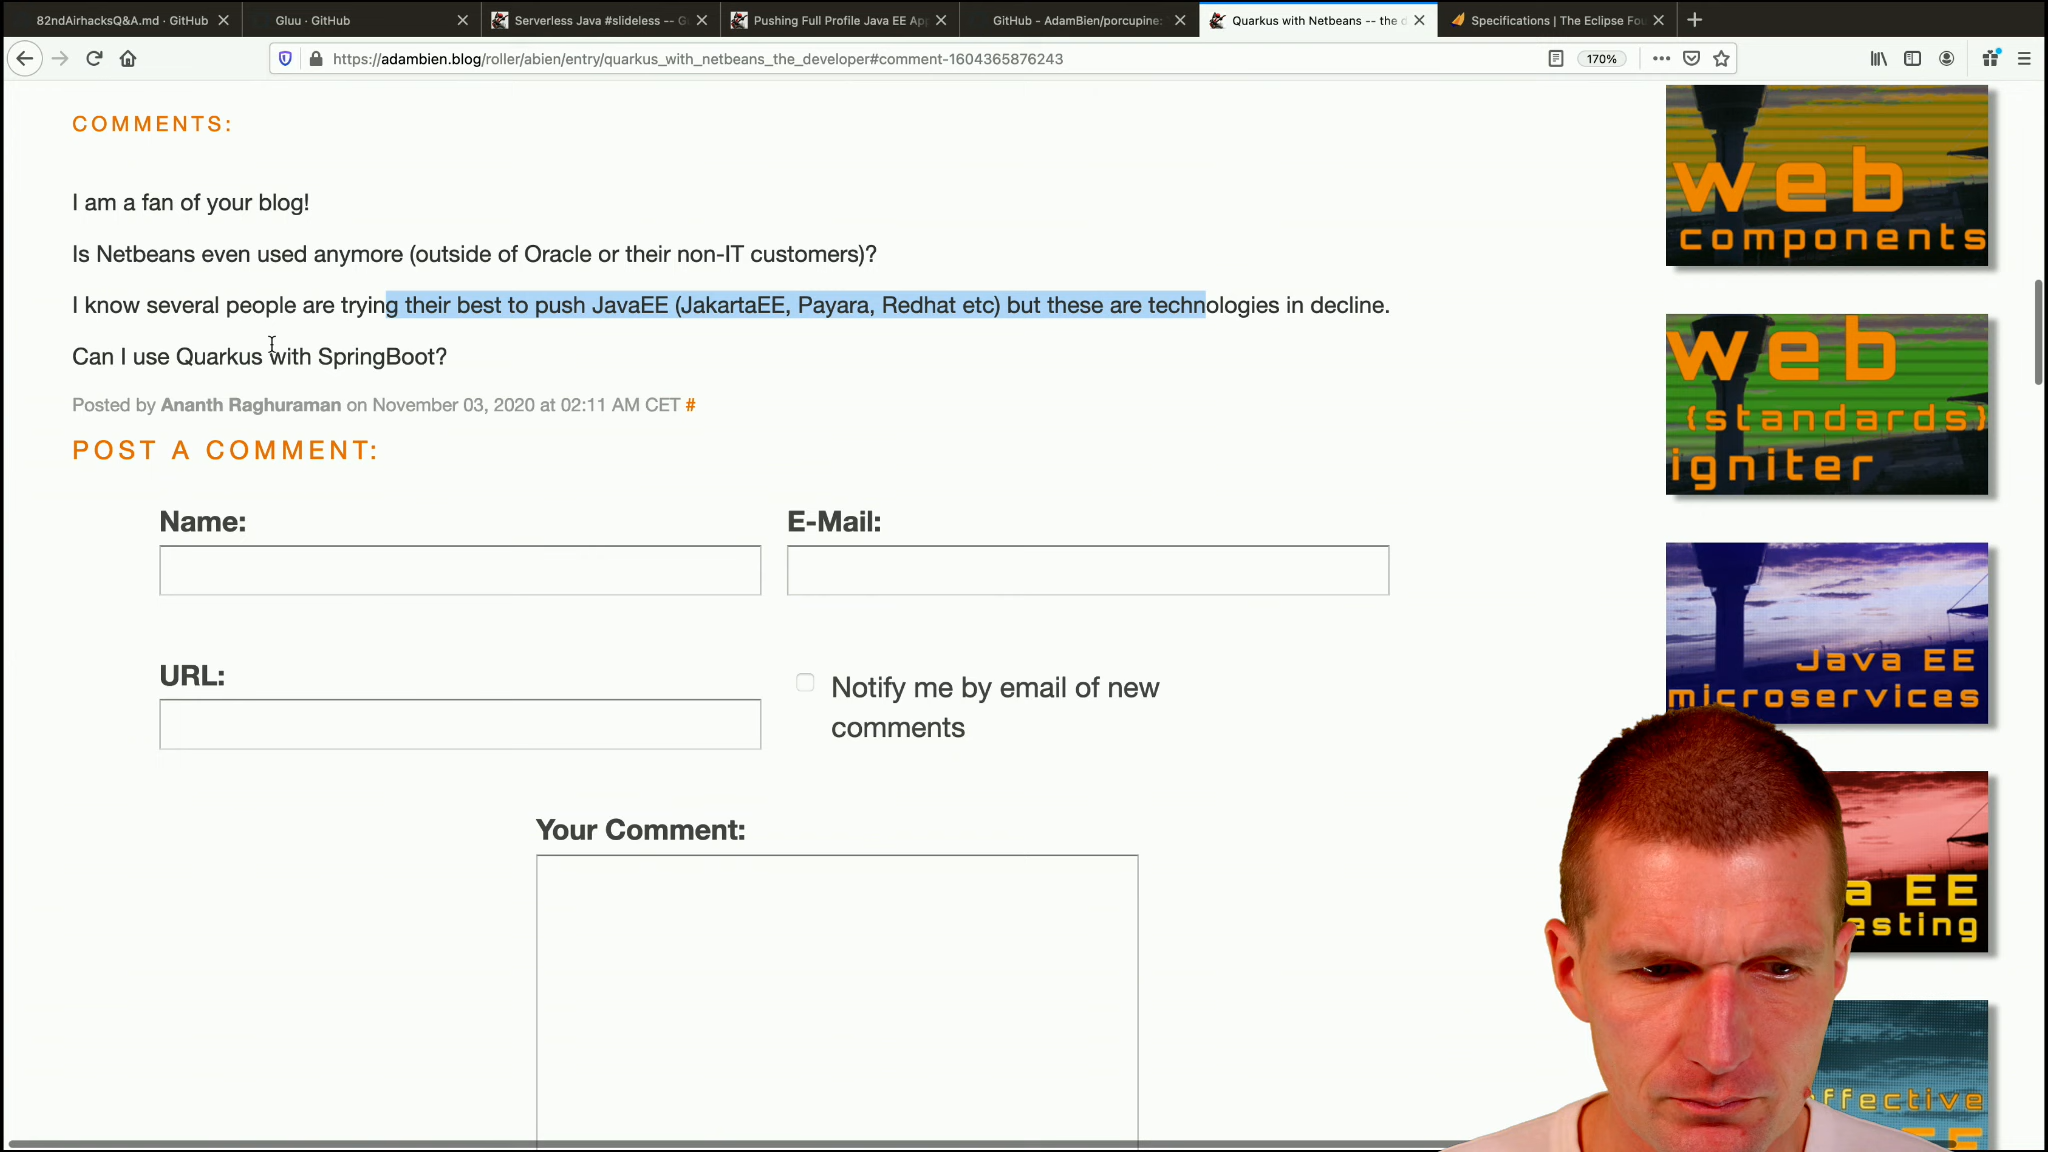 82ndAirhacksQ&A.md · GitHub
Gluu · GitHub
Serverless Java #slideless -- G
Pushing Full Profile Java EE Ap
GitHub - AdamBien/porcupine:
Quarkus with Netbeans -- the d
Specifications | The Eclipse Fou
https://adambien.blog/roller/abien/entry/quarkus_with_netbeans_the_developer#comment-1604365876243
170%
COMMENTS:
I am a fan of your blog!
Is Netbeans even used anymore (outside of Oracle or their non-IT customers)?
I know several people are trying their best to push JavaEE (JakartaEE, Payara, Redhat etc) but these are technologies in decline.
Can I use Quarkus with SpringBoot?
Posted by Ananth Raghuraman on November 03, 2020 at 02:11 AM CET #
POST A COMMENT:
Name:
E-Mail:
URL:
Notify me by email of new
comments
Your Comment:
web
components
web
{standards}
igniter
Java EE
microservices
a EE
esting
ffective
EE